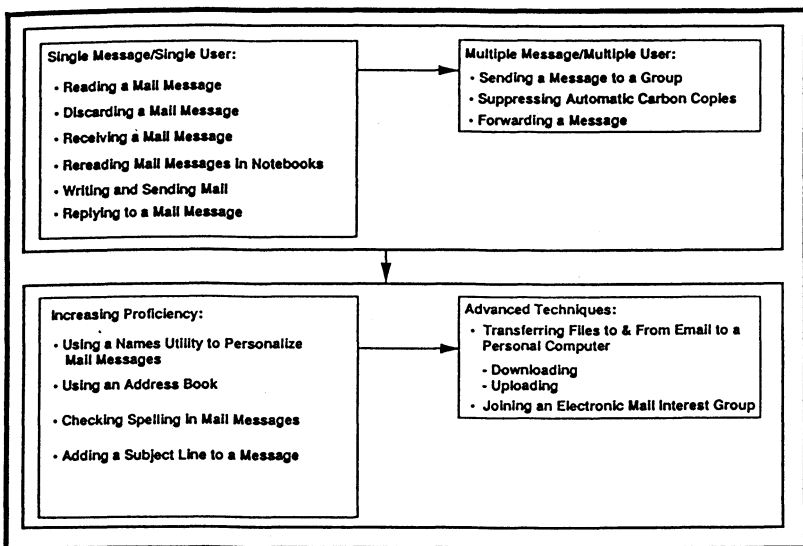 Single Message/Single User:
• Reading a Mail Message
• Discarding a Mail Message
• Receiving a Mail Message
• Rereading Mail Messages in Notebooks
• Writing and Sending Mail
• Replying to a Mail Message
Multiple Message/Multiple User:
• Sending a Message to a Group
• Suppressing Automatic Carbon Copies
• Forwarding a Message
Increasing Proficiency:
• Using a Names Utility to Personalize
Mail Messages
• Using an Address Book
• Checking Spelling in Mail Messages
• Adding a Subject Line to a Message
Advanced Techniques:
• Transferring Files to & From Email to a
Personal Computer
- Downloading
- Uploading
• Joining an Electronic Mail Interest Group